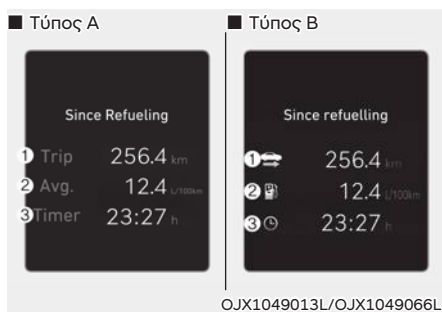 ■ Τύπος A
Since Refueling
① Trip 256.4 km
② Avg. 12.4 L/100km
③ Timer 23:27 h
■ Τύπος B
Since refuelling
① 256.4 km
② 12.4 L/100km
③ 23:27 h
OJX1049013L/OJX1049066L